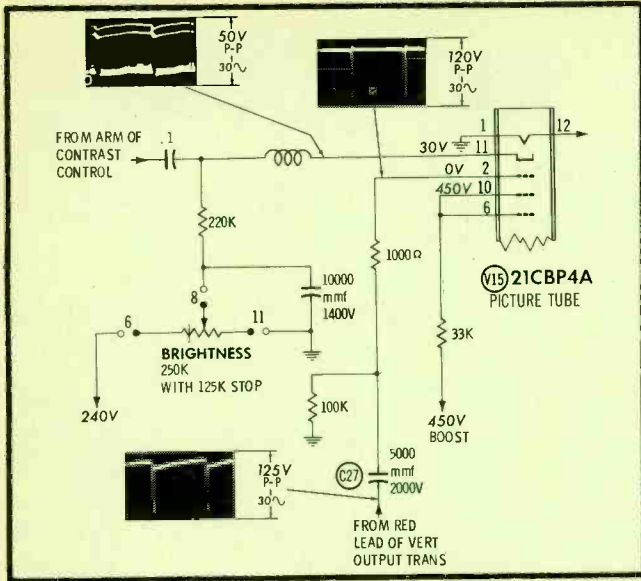 50V
P-P
30~
120V
P-P
30~
FROM ARM OF
CONTRAST
CONTROL
.1
1
12
30V
11
0V
2
450V
10
6
220K
1000Ω
V15 21CBP4A
PICTURE TUBE
10000
mmf
1400V
8
6
11
33K
BRIGHTNESS
250K
WITH 125K STOP
240V
100K
450V
BOOST
125V
P-P
30~
C27
5000
mmf
2000V
FROM RED
LEAD OF VERT
OUTPUT TRANS